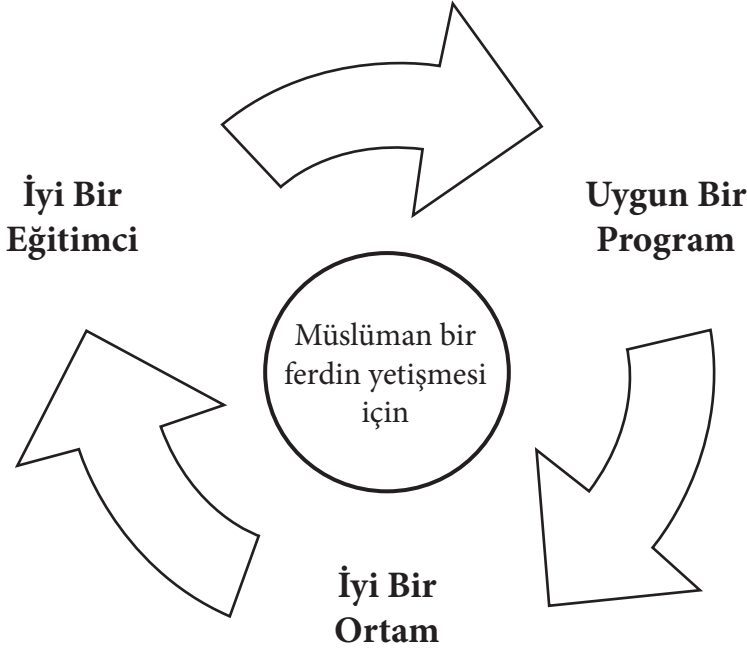 İyi Bir
Eğitimci
Uygun Bir
Program
Müslüman bir
ferdin yetişmesi
için
İyi Bir
Ortam